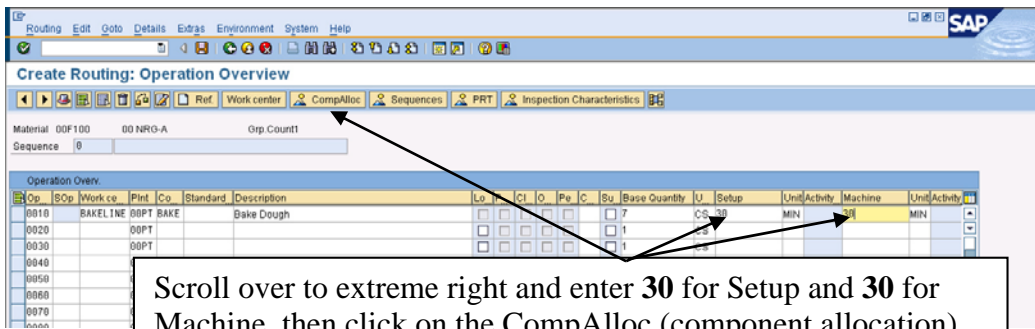 Routing Edit Goto Details Extras Environment System Help
SAP
Create Routing: Operation Overview
Ref. Work center CompAlloc Sequences PRT Inspection Characteristics
Material 00F100 00 NRG-A Grp.Count1
Sequence 0
Operation Overv.
Op... SOp Work ce... Plnt Co... Standard Description Lo... Cl... O... Pe C... Su Base Quantity U... Setup Unit Activity Machine Unit Activity
0010 BAKELINE 00PT BAKE Bake Dough 7 CS 30 MIN 30 MIN
0020 00PT 1 CS
0030 00PT 1 CS
0040
0050
0060
0070
Scroll over to extreme right and enter 30 for Setup and 30 for
Machine, then click on the CompAlloc (component allocation)